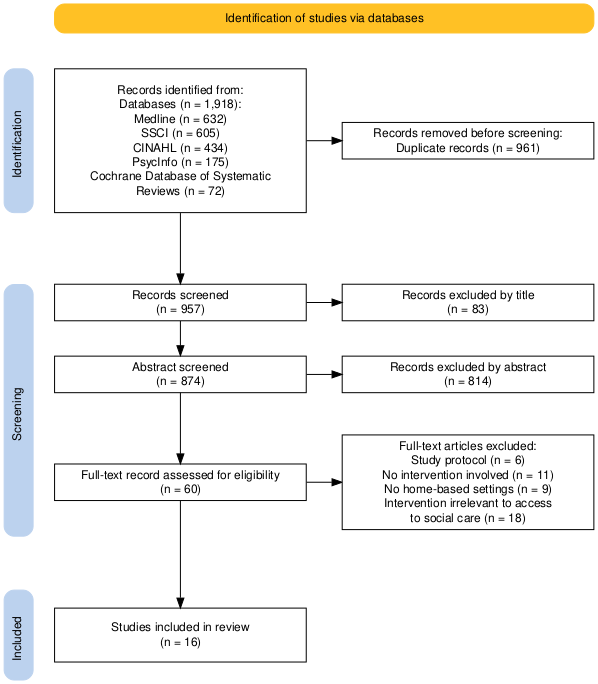 Identification of studies via databases
Identification
Records identified from:
Databases (n = 1,918):
Medline (n = 632)
SSCI (n = 605)
CINAHL (n = 434)
PsycInfo (n = 175)
Cochrane Database of Systematic
Reviews (n = 72)
Records removed before screening:
Duplicate records (n = 961)
Screening
Records screened
(n = 957)
Records excluded by title
(n = 83)
Abstract screened
(n = 874)
Records excluded by abstract
(n = 814)
Full-text record assessed for eligibility
(n = 60)
Full-text articles excluded:
Study protocol (n = 6)
No intervention involved (n = 11)
No home-based settings (n = 9)
Intervention irrelevant to access
to social care (n = 18)
Included
Studies included in review
(n = 16)